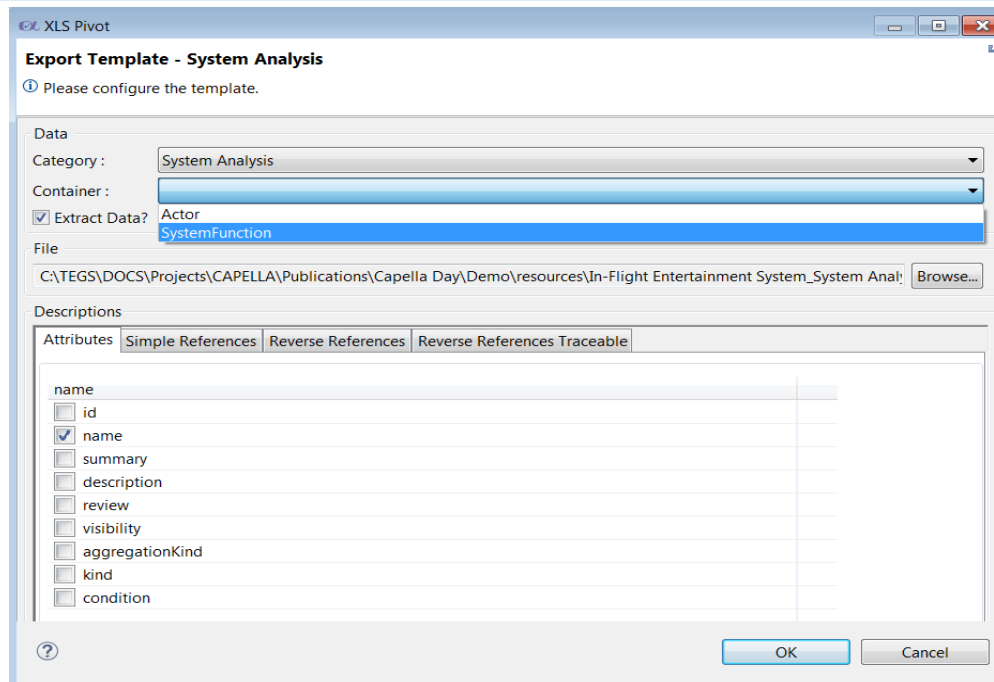 XLS Pivot
Export Template - System Analysis
Please configure the template.
Data
Category : System Analysis
Container :
Extract Data? Actor
SystemFunction
File
C:\TEGS\DOCS\Projects\CAPELLA\Publications\Capella Day\Demo\resources\In-Flight Entertainment System_System Analy Browse...
Descriptions
Attributes Simple References Reverse References Reverse References Traceable
name
id
name
summary
description
review
visibility
aggregationKind
kind
condition
? OK Cancel